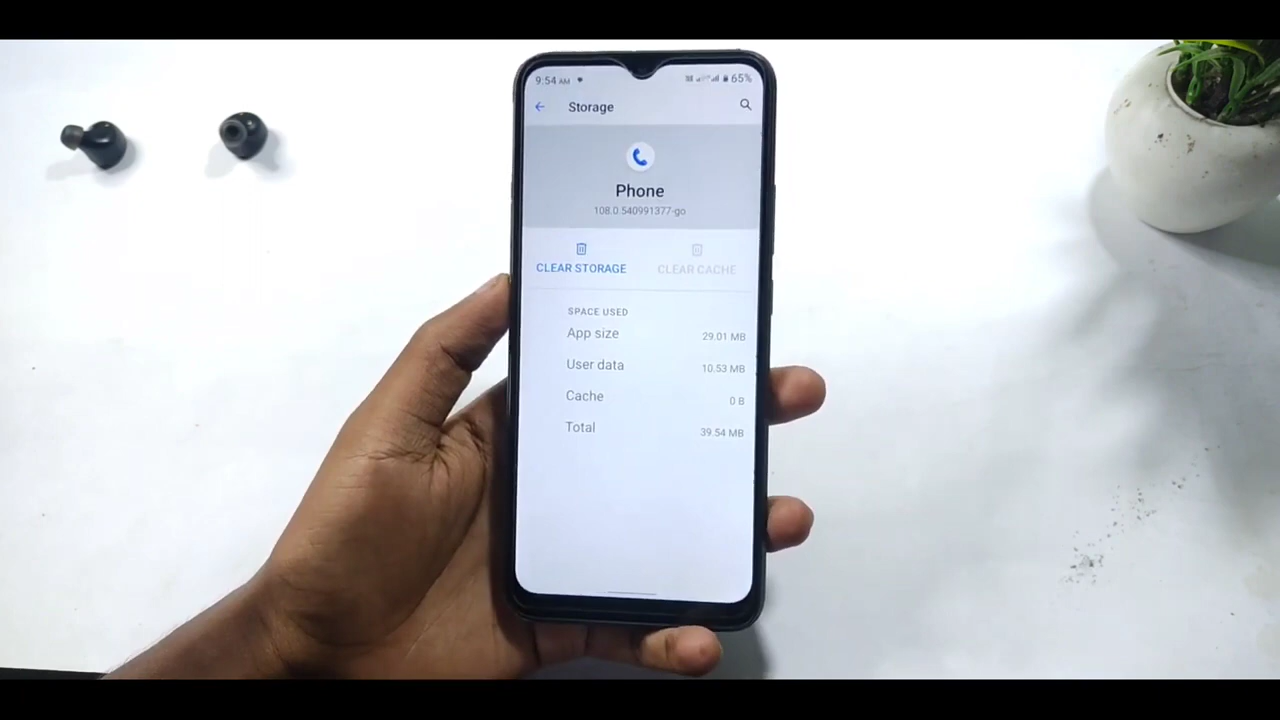 9:54 AM 65%
Storage
Phone
108.0.540991377-go
CLEAR STORAGE CLEAR CACHE
SPACE USED
App size 29.01 MB
User data 10.53 MB
Cache 0 B
Total 39.54 MB